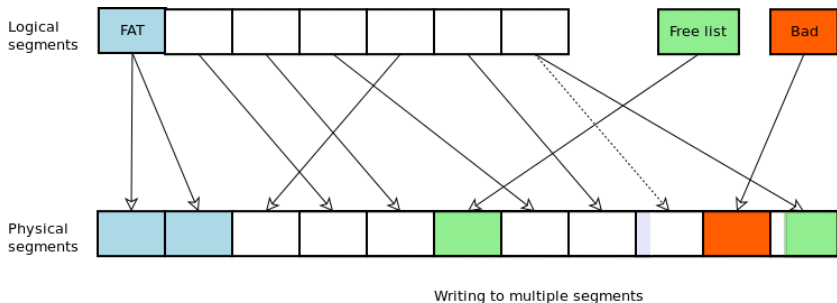 Logical
segments
FAT
Free list
Bad
Physical
segments
Writing to multiple segments